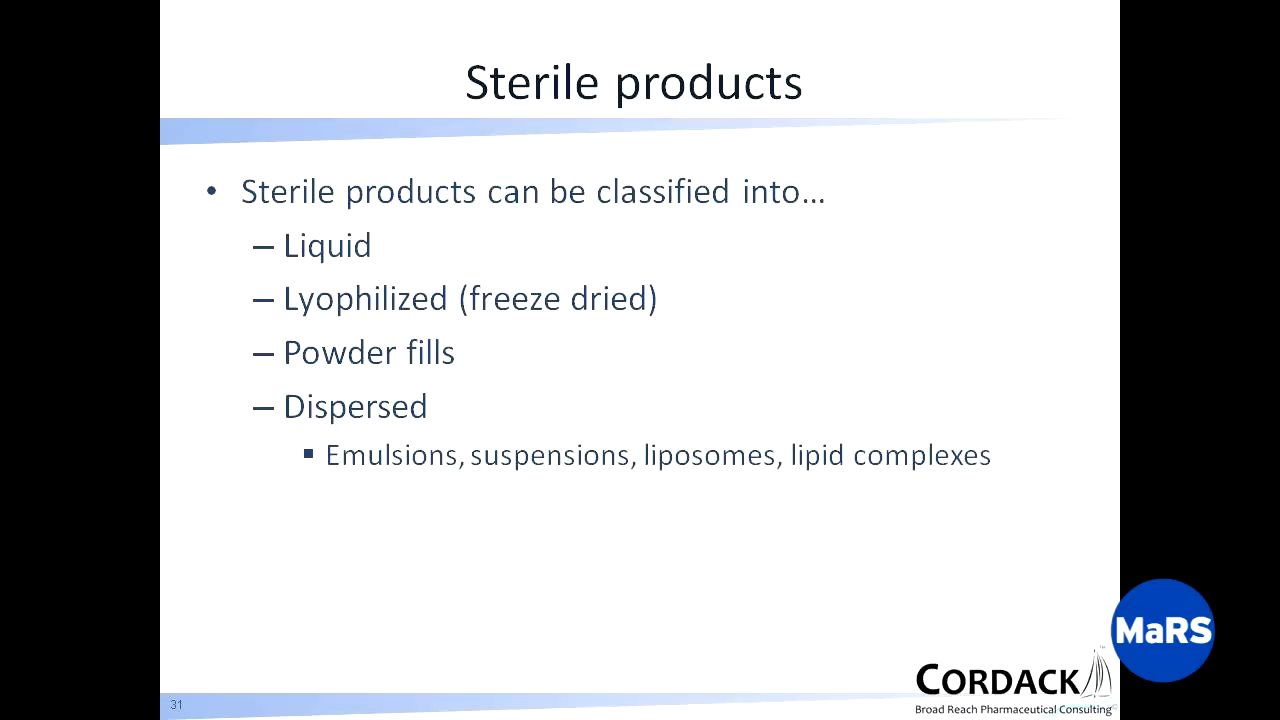 Sterile products
• Sterile products can be classified into...
– Liquid
– Lyophilized (freeze dried)
– Powder fills
– Dispersed
▪ Emulsions, suspensions, liposomes, lipid complexes
MaRS
CORDACK
™
Broad Reach Pharmaceutical Consulting©
31